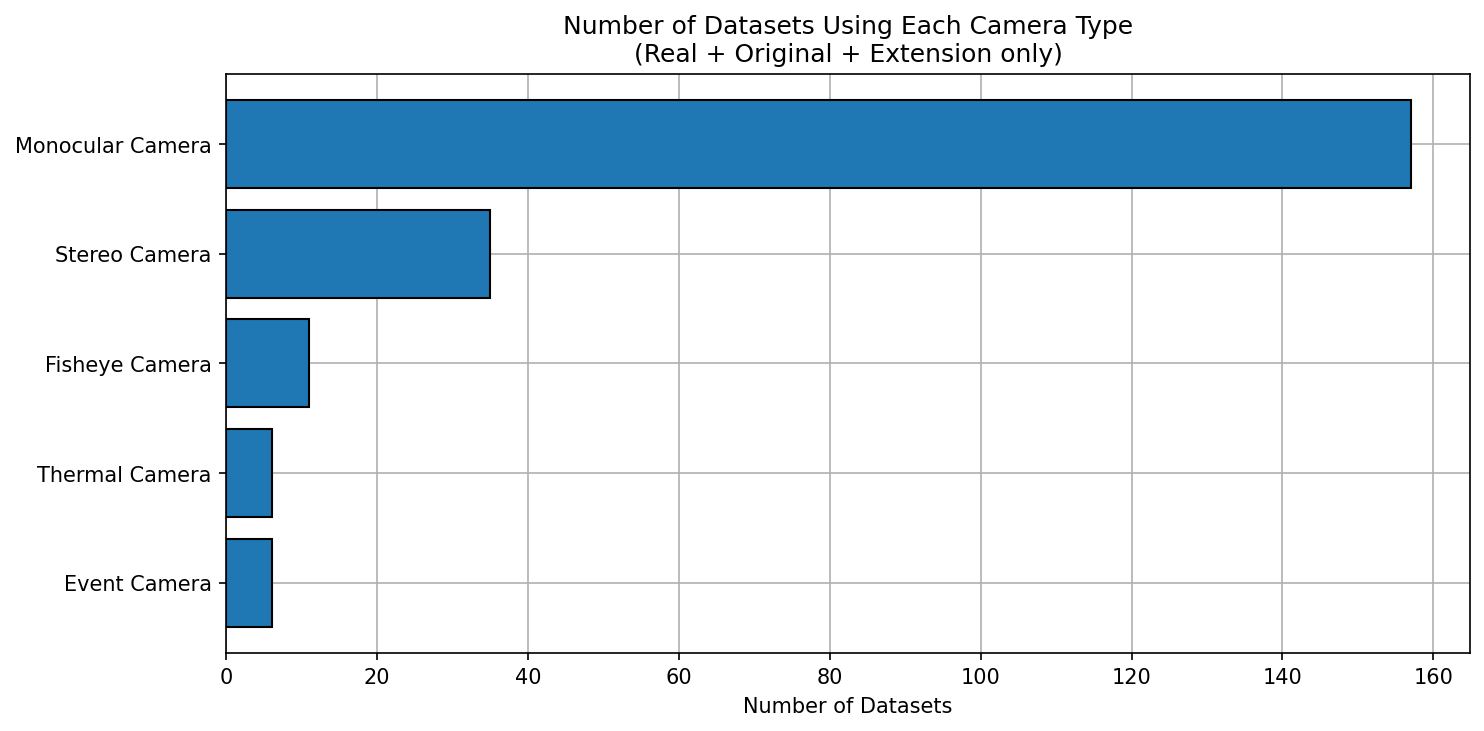 Number of Datasets Using Each Camera Type
(Real + Original + Extension only)
Monocular Camera
Stereo Camera
Fisheye Camera
Thermal Camera
Event Camera
0 20 40 60 80 100 120 140 160
Number of Datasets